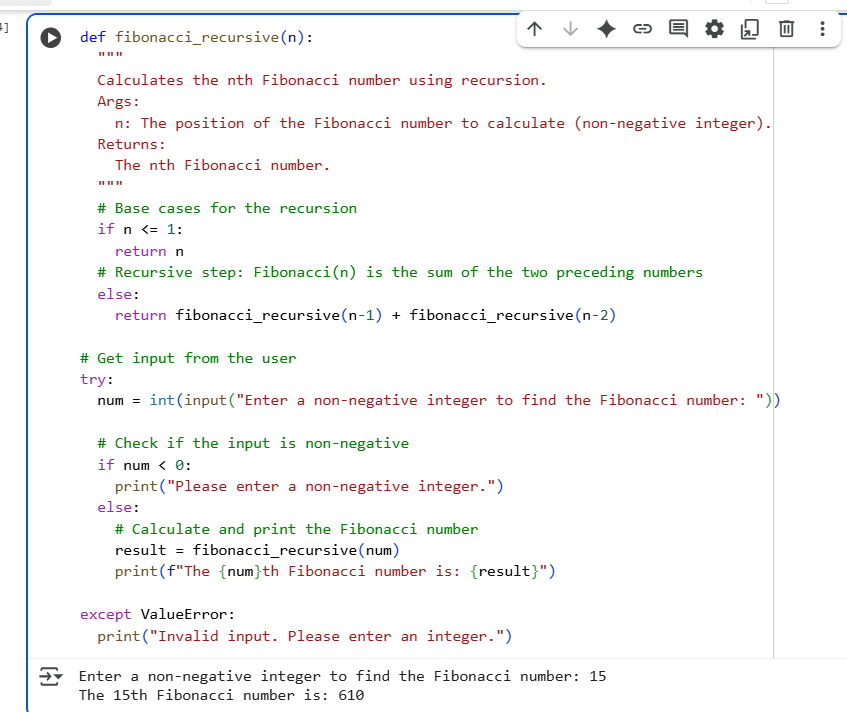 4]
def fibonacci_recursive(n):
"""
Calculates the nth Fibonacci number using recursion.
Args:
n: The position of the Fibonacci number to calculate (non-negative integer).
Returns:
The nth Fibonacci number.
"""
# Base cases for the recursion
if n <= 1:
return n
# Recursive step: Fibonacci(n) is the sum of the two preceding numbers
else:
return fibonacci_recursive(n-1) + fibonacci_recursive(n-2)
# Get input from the user
try:
num = int(input("Enter a non-negative integer to find the Fibonacci number: "))
# Check if the input is non-negative
if num < 0:
print("Please enter a non-negative integer.")
else:
# Calculate and print the Fibonacci number
result = fibonacci_recursive(num)
print(f"The {num}th Fibonacci number is: {result}")
except ValueError:
print("Invalid input. Please enter an integer.")
Enter a non-negative integer to find the Fibonacci number: 15
The 15th Fibonacci number is: 610